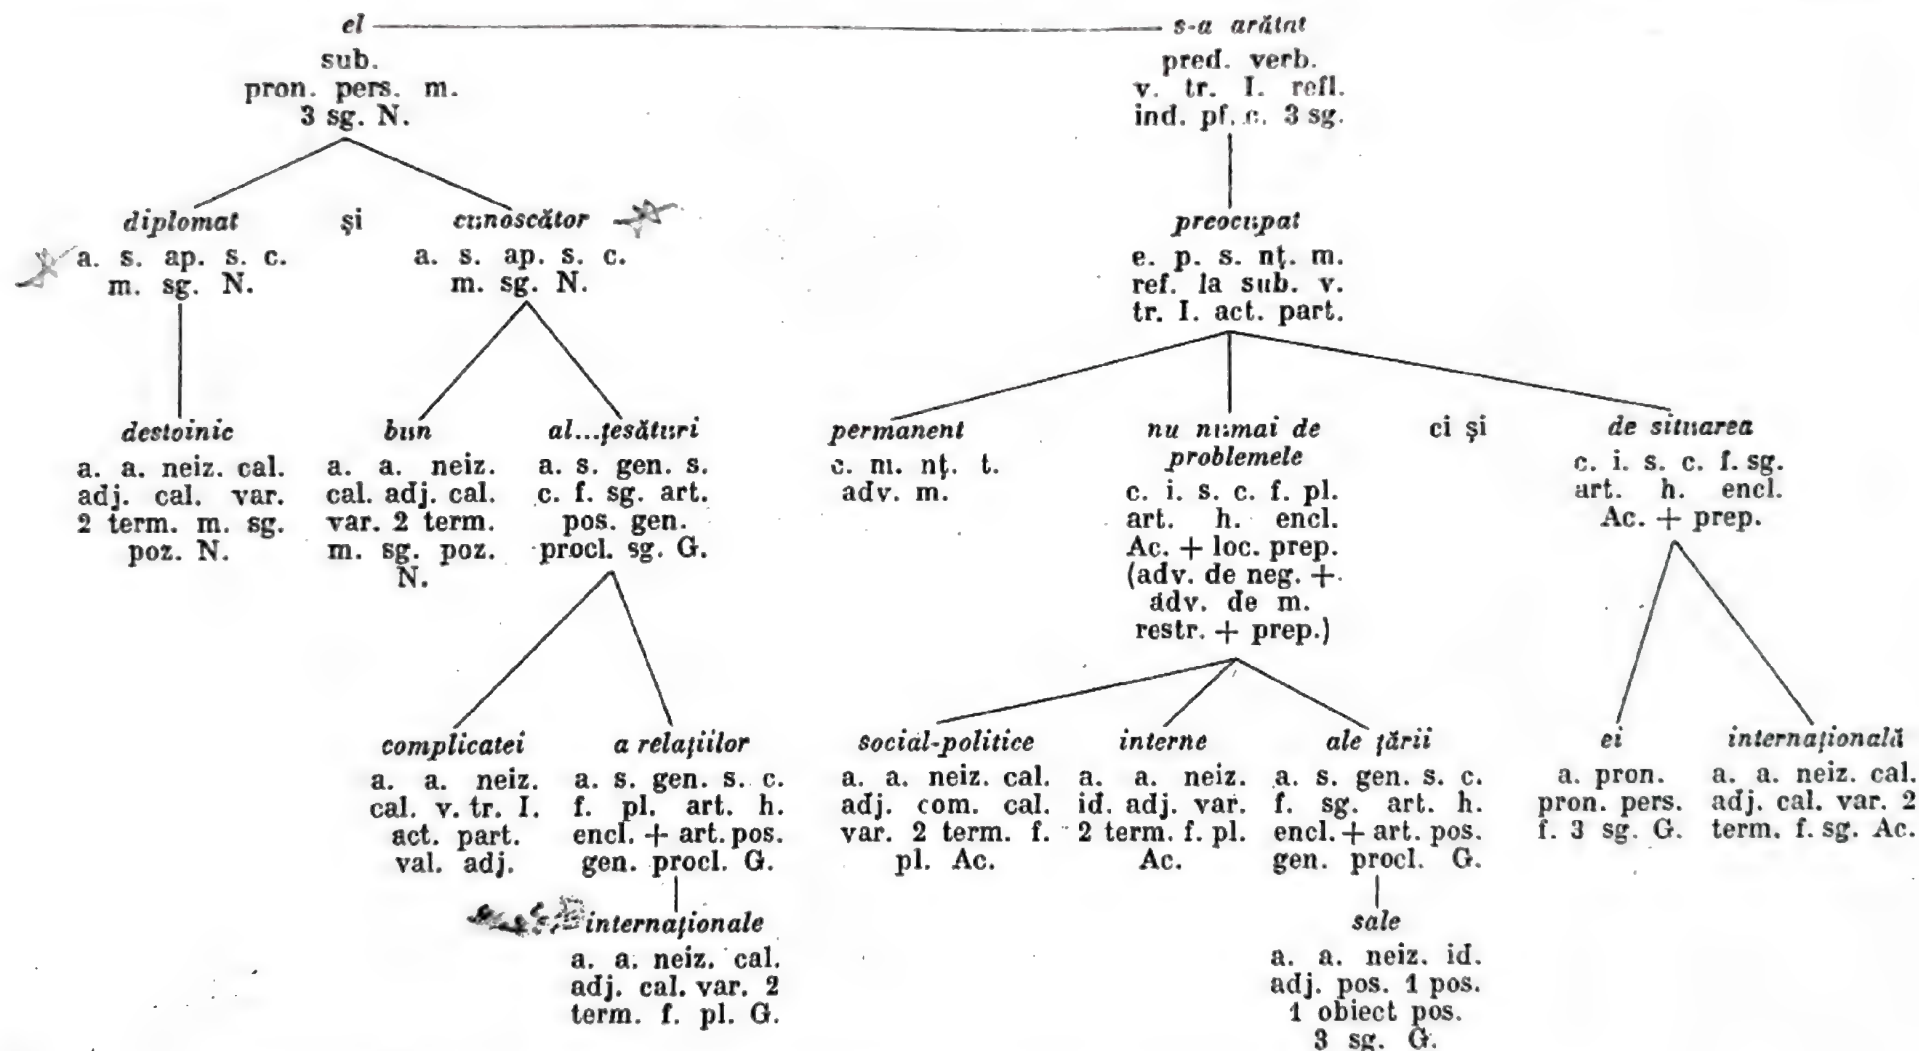 el s-a arătat
sub.
pron. pers. m.
3 sg. N.
pred. verb.
v. tr. I. refl.
ind. pf. c. 3 sg.
diplomat și cunoscător
a. s. ap. s. c.
m. sg. N.
a. s. ap. s. c.
m. sg. N.
preocupat
e. p. s. nț. m.
ref. la sub. v.
tr. I. act. part.
destoinic
a. a. neiz. cal.
adj. cal. var.
2 term. m. sg.
poz. N.
bun
a. a. neiz.
cal. adj. cal.
var. 2 term.
m. sg. poz.
N.
al...țesături
a. s. gen. s.
c. f. sg. art.
pos. gen.
procl. sg. G.
permanent
c. m. nț. t.
adv. m.
nu numai de
problemele
c. i. s. c. f. pl.
art. h. encl.
Ac. + loc. prep.
(adv. de neg. +
adv. de m.
restr. + prep.)
ci și
de situarea
c. i. s. c. f. sg.
art. h. encl.
Ac. + prep.
complicatei
a. a. neiz.
cal. v. tr. I.
act. part.
val. adj.
a relațiilor
a. s. gen. s. c.
f. pl. art. h.
encl. + art. pos.
gen. procl. G.
internaționale
a. a. neiz. cal.
adj. cal. var. 2
term. f. pl. G.
social-politice
a. a. neiz. cal.
adj. com. cal.
var. 2 term. f.
pl. Ac.
interne
a. a. neiz.
id. adj. var.
2 term. f. pl.
Ac.
ale țării
a. s. gen. s. c.
f. sg. art. h.
encl. + art. pos.
gen. procl. G.
sale
a. a. neiz. id.
adj. pos. 1 pos.
1 obiect pos.
3 sg. G.
ei
a. pron.
pron. pers.
f. 3 sg. G.
internațională
a. a. neiz. cal.
adj. cal. var. 2
term. f. sg. Ac.